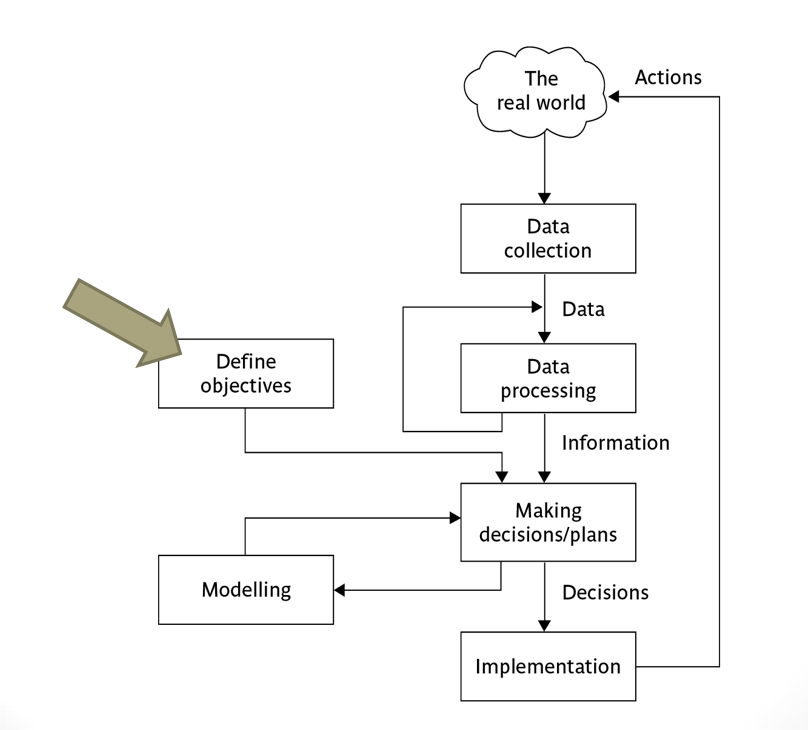 The
real world
Actions
Data
collection
Data
Define
objectives
Data
processing
Information
Making
decisions/plans
Modelling
Decisions
Implementation